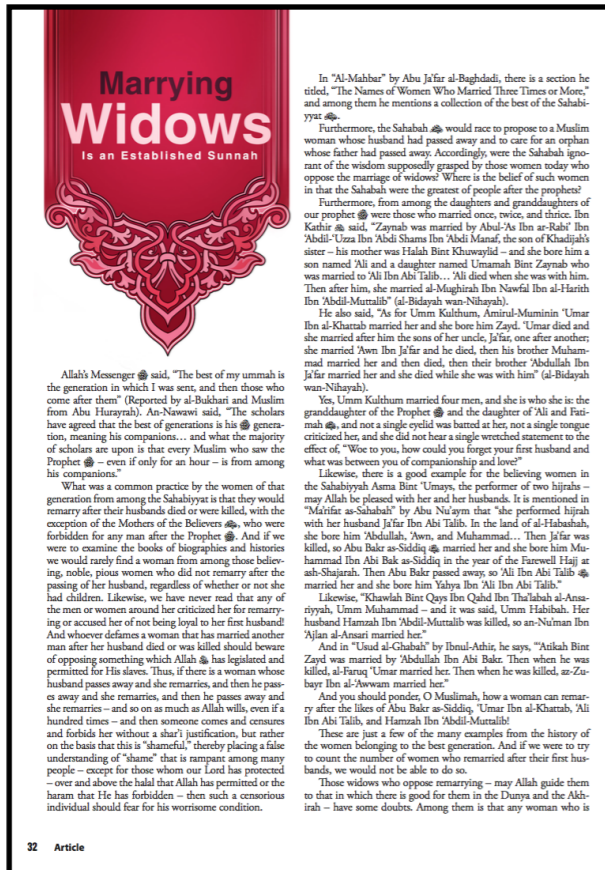 Marrying
Widows
Is an Established Sunnah
Allah's Messenger ﷺ said, "The best of my ummah is
the generation in which I was sent, and then those who
come after them" (Reported by al-Bukhari and Muslim
from Abu Hurayrah). An-Nawawi said, "The scholars
have agreed that the best of generations is his ﷺ genera-
tion, meaning his companions… and what the majority
of scholars are upon is that every Muslim who saw the
Prophet ﷺ – even if only for an hour – is from among
his companions."
What was a common practice by the women of that
generation from among the Sahabiyyat is that they would
remarry after their husbands died or were killed, with the
exception of the Mothers of the Believers, who were
forbidden for any man after the Prophet ﷺ. And if we
were to examine the books of biographies and histories
we would rarely find a woman from among those believ-
ing, noble, pious women who did not remarry after the
passing of her husband, regardless of whether or not she
had children. Likewise, we have never read that any of
the men or women around her criticized her for remarry-
ing or accused her of not being loyal to her first husband!
And whoever defames a woman that has married another
man after her husband died or was killed should beware
of opposing something which Allah has legislated and
permitted for His slaves. Thus, if there is a woman whose
husband passes away and she remarries, and then he pass-
es away and she remarries, and then he passes away and
she remarries – and so on as much as Allah wills, even if a
hundred times – and then someone comes and censures
and forbids her without a shar'i justification, but rather
on the basis that this is "shameful," thereby placing a false
understanding of "shame" that is rampant among many
people – except for those whom our Lord has protected
– over and above the halal that Allah has permitted or the
haram that He has forbidden – then such a censorious
individual should fear for his worrisome condition.
In "Al-Mahbar" by Abu Ja'far al-Baghdadi, there is a section he
titled, "The Names of Women Who Married Three Times or More,"
and among them he mentions a collection of the best of the Sahabi-
yyat.
Furthermore, the Sahabah would race to propose to a Muslim
woman whose husband had passed away and to care for an orphan
whose father had passed away. Accordingly, were the Sahabah igno-
rant of the wisdom supposedly grasped by those women today who
oppose the marriage of widows? Where is the belief of such women
in that the Sahabah were the greatest of people after the prophets?
Furthermore, from among the daughters and granddaughters of
our prophet ﷺ were those who married once, twice, and thrice. Ibn
Kathir said, "Zaynab was married by Abul-'As Ibn ar-Rabi' Ibn
'Abdil-'Uzza Ibn 'Abdi Shams Ibn 'Abdi Manaf, the son of Khadijah's
sister – his mother was Halah Bint Khuwaylid – and she bore him a
son named 'Ali and a daughter named Umamah Bint Zaynab who
was married to 'Ali Ibn Abi Talib… 'Ali died when she was with him.
Then after him, she married al-Mughirah Ibn Nawfal Ibn al-Harith
Ibn 'Abdil-Muttalib" (al-Bidayah wan-Nihayah).
He also said, "As for Umm Kulthum, Amirul-Muminin 'Umar
Ibn al-Khattab married her and she bore him Zayd. 'Umar died and
she married after him the sons of her uncle, Ja'far, one after another;
she married 'Awn Ibn Ja'far and he died, then his brother Muham-
mad married her and then died, then their brother 'Abdullah Ibn
Ja'far married her and she died while she was with him" (al-Bidayah
wan-Nihayah).
Yes, Umm Kulthum married four men, and she is who she is: the
granddaughter of the Prophet ﷺ and the daughter of 'Ali and Fati-
mah, and not a single eyelid was batted at her, not a single tongue
criticized her, and she did not hear a single wretched statement to the
effect of, "Woe to you, how could you forget your first husband and
what was between you of companionship and love?"
Likewise, there is a good example for the believing women in
the Sahabiyyah Asma Bint 'Umays, the performer of two hijrahs –
may Allah be pleased with her and her husbands. It is mentioned in
"Ma'rifat as-Sahabah" by Abu Nu'aym that "she performed hijrah
with her husband Ja'far Ibn Abi Talib. In the land of al-Habashah,
she bore him 'Abdullah, 'Awn, and Muhammad… Then Ja'far was
killed, so Abu Bakr as-Siddiq married her and she bore him Mu-
hammad Ibn Abi Bak as-Siddiq in the year of the Farewell Hajj at
ash-Shajarah. Then Abu Bakr passed away, so 'Ali Ibn Abi Talib
married her and she bore him Yahya Ibn 'Ali Ibn Abi Talib."
Likewise, "Khawlah Bint Qays Ibn Qahd Ibn Tha'labah al-Ansa-
riyyah, Umm Muhammad – and it was said, Umm Habibah. Her
husband Hamzah Ibn 'Abdil-Muttalib was killed, so an-Nu'man Ibn
'Ajlan al-Ansari married her."
And in "Usud al-Ghabah" by Ibnul-Athir, he says, "'Atikah Bint
Zayd was married by 'Abdullah Ibn Abi Bakr. Then when he was
killed, al-Faruq 'Umar married her. Then when he was killed, az-Zu-
bayr Ibn al-'Awwam married her."
And you should ponder, O Muslimah, how a woman can remar-
ry after the likes of Abu Bakr as-Siddiq, 'Umar Ibn al-Khattab, 'Ali
Ibn Abi Talib, and Hamzah Ibn 'Abdil-Muttalib!
These are just a few of the many examples from the history of
the women belonging to the best generation. And if we were to try
to count the number of women who remarried after their first hus-
bands, we would not be able to do so.
Those widows who oppose remarrying – may Allah guide them
to that in which there is good for them in the Dunya and the Akh-
irah – have some doubts. Among them is that any woman who is
32 Article